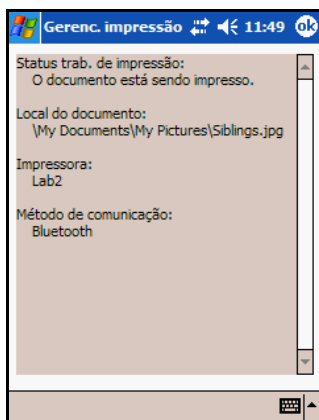 Gerenc. impressão 11:49 ok
Status trab. de impressão:
O documento está sendo impresso.
Local do documento:
\My Documents\My Pictures\Siblings.jpg
Impressora:
Lab2
Método de comunicação:
Bluetooth